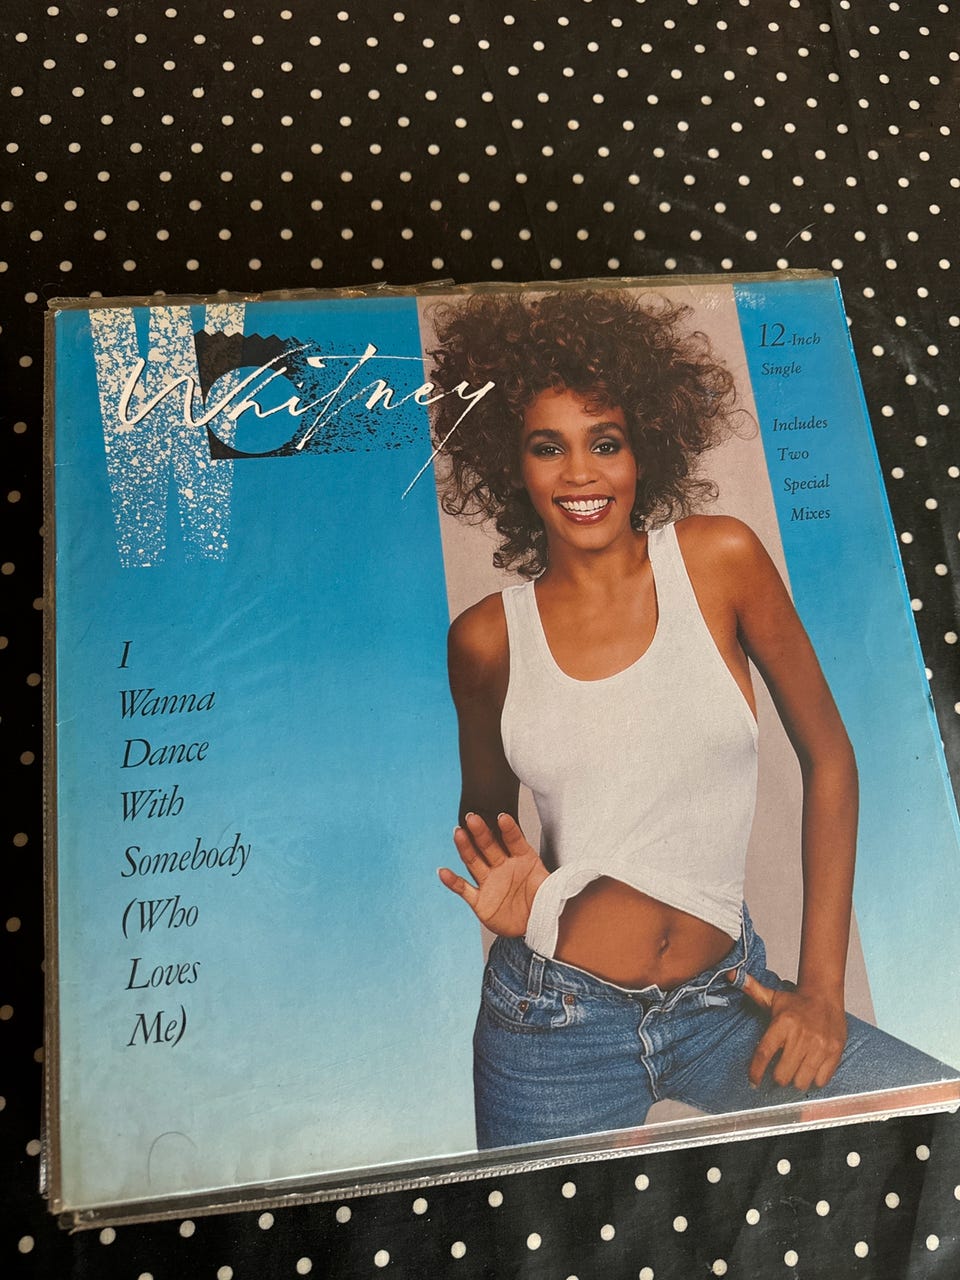 Whitney
12-Inch
Single
Includes
Two
Special
Mixes
I
Wanna
Dance
With
Somebody
(Who
Loves
Me)